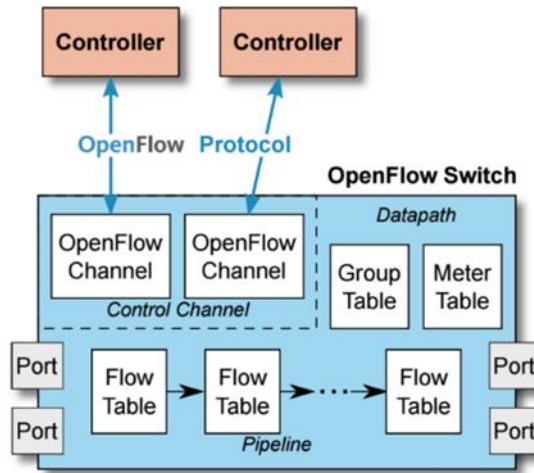 Controller
Controller
OpenFlow Protocol
OpenFlow Switch
OpenFlow
Channel
OpenFlow
Channel
Control Channel
Datapath
Group
Table
Meter
Table
Port
Port
Flow
Table
Flow
Table
Flow
Table
Port
Port
Pipeline